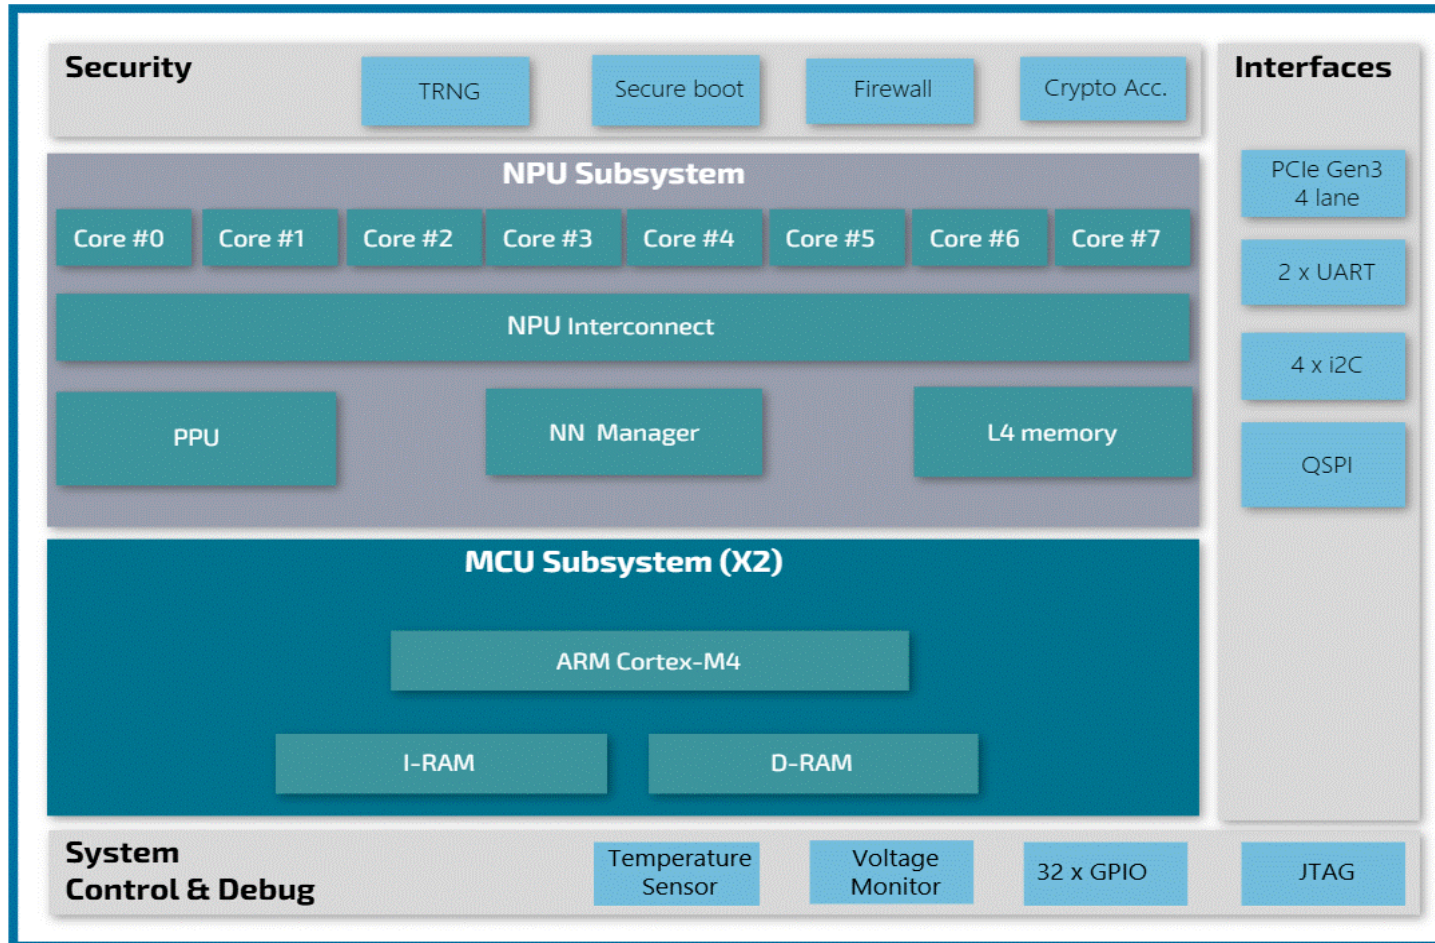 Security
TRNG
Secure boot
Firewall
Crypto Acc.
Interfaces
PCIe Gen3
4 lane
2 x UART
4 x i2C
QSPI
NPU Subsystem
Core #0
Core #1
Core #2
Core #3
Core #4
Core #5
Core #6
Core #7
NPU Interconnect
PPU
NN Manager
L4 memory
MCU Subsystem (X2)
ARM Cortex-M4
I-RAM
D-RAM
System
Control & Debug
Temperature
Sensor
Voltage
Monitor
32 x GPIO
JTAG